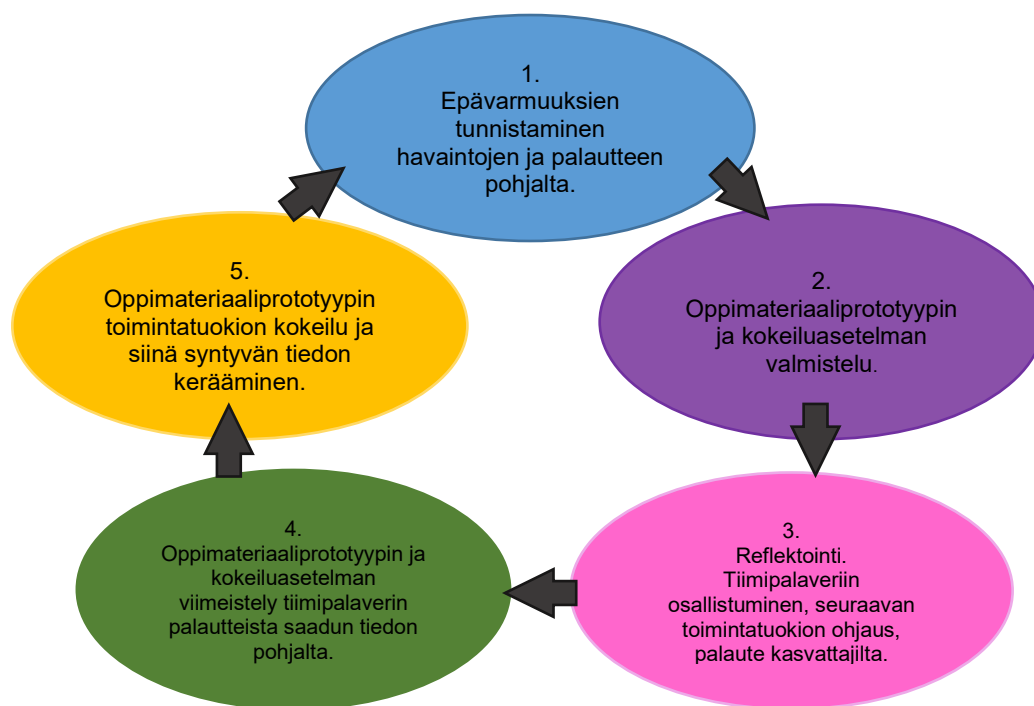 1.
Epävarmuuksien
tunnistaminen
havaintojen ja palautteen
pohjalta.
2.
Oppimateriaaliprototyypin
ja kokeiluasetelman
valmistelu.
3.
Reflektointi.
Tiimipalaveriin
osallistuminen, seuraavan
toimintatuokion ohjaus,
palaute kasvattajilta.
4.
Oppimateriaaliprototyypin ja
kokeiluasetelman
viimeistely tiimipalaverin
palautteista saadun tiedon
pohjalta.
5.
Oppimateriaaliprototyypin
toimintatuokion kokeilu ja
siinä syntyvän tiedon
kerääminen.